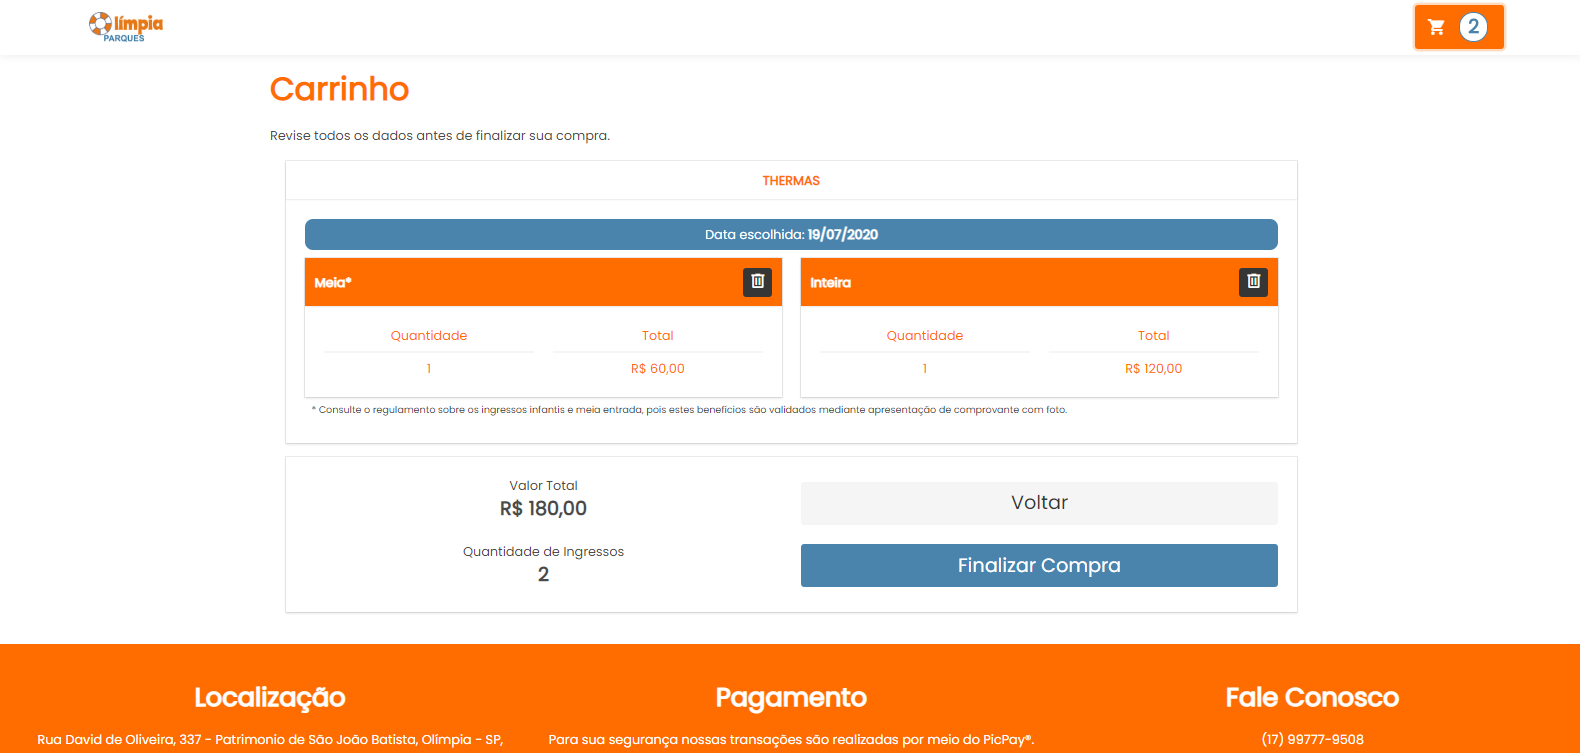 Olímpia
PARQUES
2
Carrinho
Revise todos os dados antes de finalizar sua compra.
THERMAS
Data escolhida: 19/07/2020
Meia*
Quantidade Total
1 R$ 60,00
Inteira
Quantidade Total
1 R$ 120,00
* Consulte o regulamento sobre os ingressos infantis e meia entrada, pois estes benefícios são validados mediante apresentação de comprovante com foto.
Valor Total
R$ 180,00
Quantidade de Ingressos
2
Voltar
Finalizar Compra
Localização
Rua David de Oliveira, 337 - Patrimonio de São João Batista, Olímpia - SP,
Pagamento
Para sua segurança nossas transações são realizadas por meio do PicPay®.
Fale Conosco
(17) 99777-9508